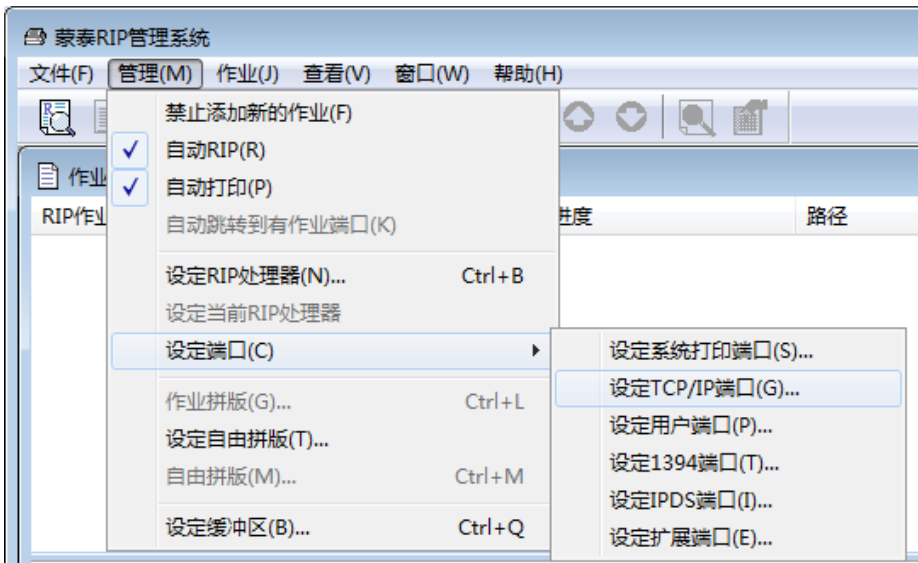 蒙泰RIP管理系统
文件(F) 管理(M) 作业(J) 查看(V) 窗口(W) 帮助(H)
禁止添加新的作业(F)
自动RIP(R)
作业
自动打印(P)
RIP作业 进度 路径
自动跳转到有作业端口(K)
设定RIP处理器(N)... Ctrl+B
设定当前RIP处理器
设定端口(C)
设定系统打印端口(S)...
设定TCP/IP端口(G)...
作业拼版(G)... Ctrl+L
设定用户端口(P)...
设定自由拼版(T)...
设定1394端口(T)...
自由拼版(M)... Ctrl+M
设定IPDS端口(I)...
设定缓冲区(B)... Ctrl+Q
设定扩展端口(E)...